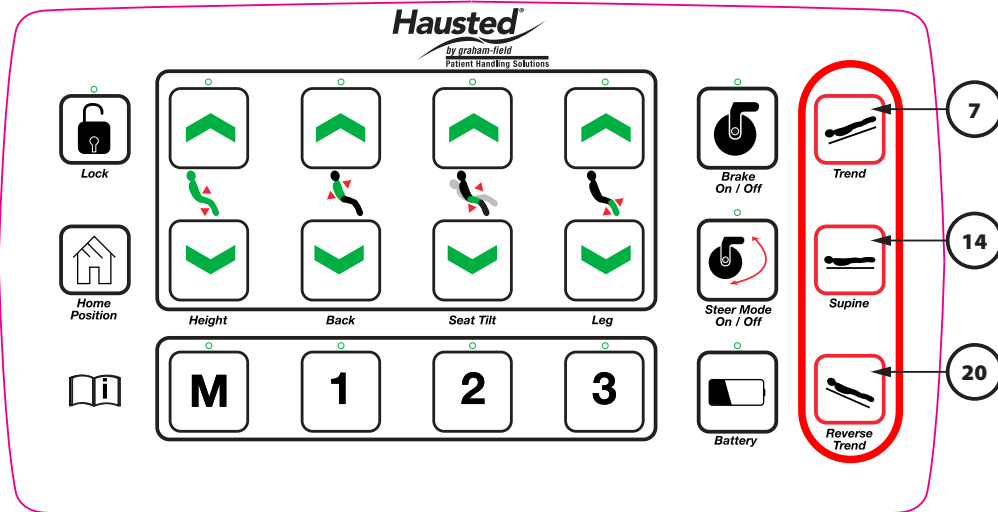 Hausted®
by graham-field
Patient Handling Solutions
Lock
Brake
On / Off
Trend
7
Home
Position
Height
Back
Seat Tilt
Leg
Steer Mode
On / Off
Supine
14
i
M
1
2
3
Battery
Reverse
Trend
20